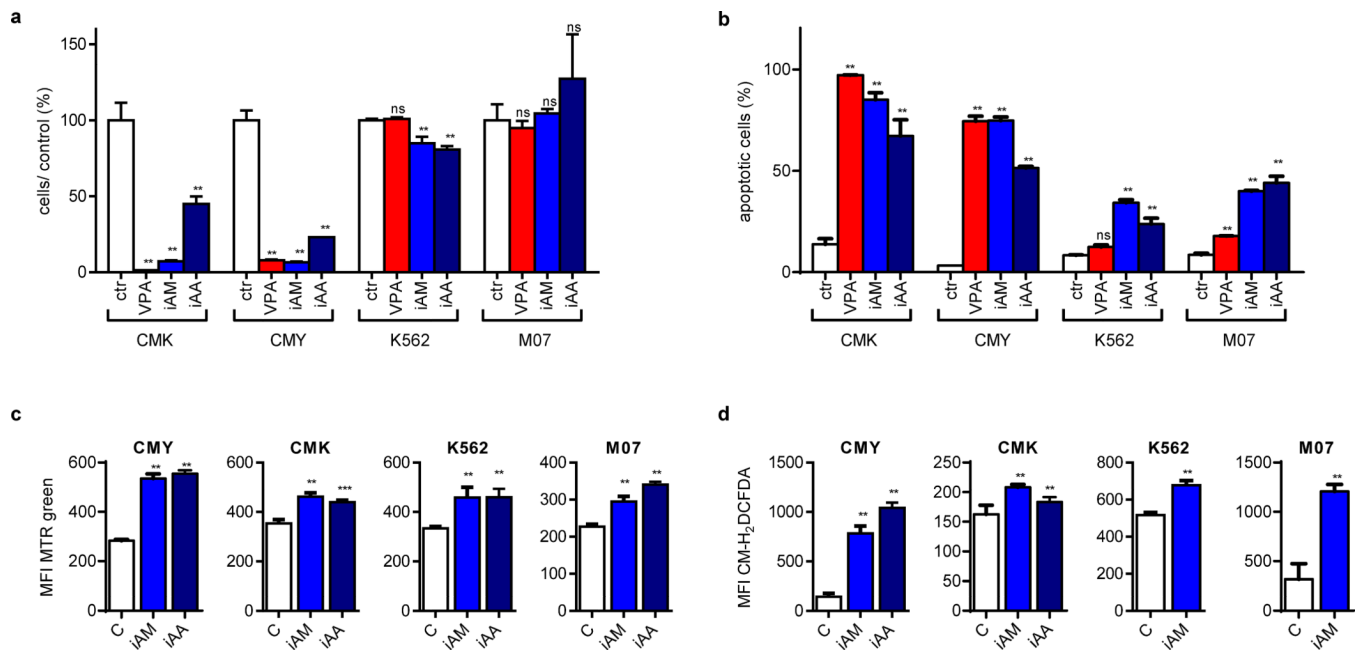 a
cells/ control (%)
150
100
50
0
** ** ** ** ** ** ns ** ** ns ns ns
ctr VPA iAM iAA ctr VPA iAM iAA ctr VPA iAM iAA ctr VPA iAM iAA
CMK CMY K562 M07
b
apoptotic cells (%)
100
50
0
** ** ** ** ** ** ns ** ** ** ** **
ctr VPA iAM iAA ctr VPA iAM iAA ctr VPA iAM iAA ctr VPA iAM iAA
CMK CMY K562 M07
c
MFI MTR green
CMY
600
400
200
0
** **
C iAM iAA
CMK
600
400
200
0
** ***
C iAM iAA
K562
600
400
200
0
** **
C iAM iAA
M07
400
300
200
100
0
** **
C iAM iAA
d
MFI CM-H₂DCFDA
CMY
1500
1000
500
0
** **
C iAM iAA
CMK
250
200
150
100
50
0
** **
C iAM iAA
K562
800
600
400
200
0
**
C iAM
M07
1500
1000
500
0
**
C iAM